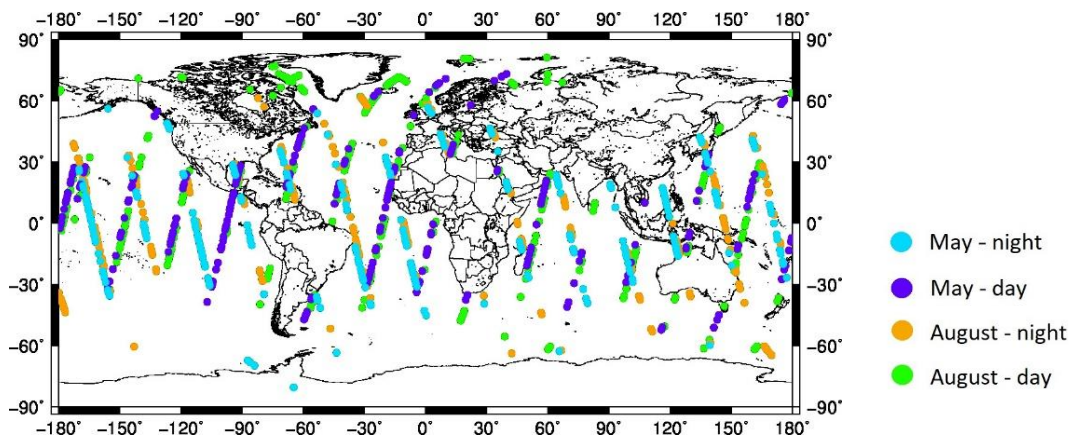 −180° −150° −120° −90° −60° −30° 0° 30° 60° 90° 120° 150° 180°
90° 90°
60° 60°
30° 30°
0° 0°
−30° −30°
−60° −60°
−90° −90°
−180° −150° −120° −90° −60° −30° 0° 30° 60° 90° 120° 150° 180°
May - night
May - day
August - night
August - day